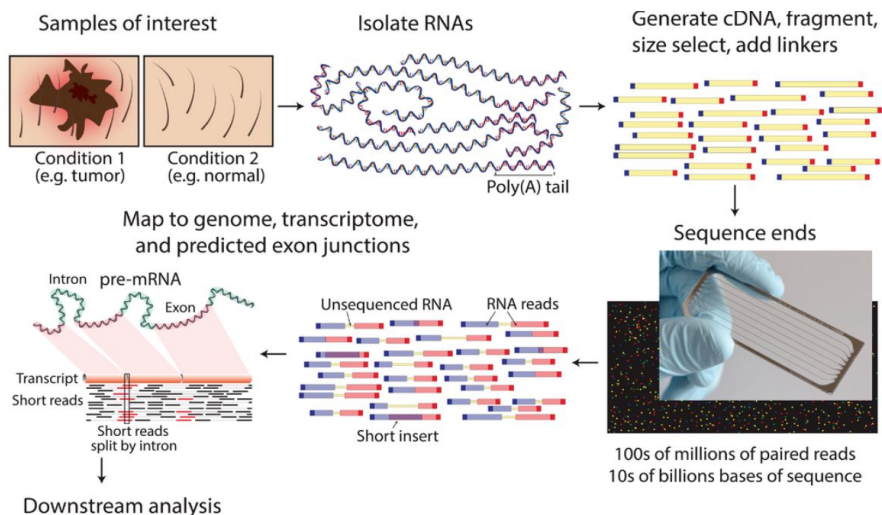 Samples of interest
Condition 1
(e.g. tumor)
Condition 2
(e.g. normal)
Isolate RNAs
Poly(A) tail
Generate cDNA, fragment,
size select, add linkers
Sequence ends
100s of millions of paired reads
10s of billions bases of sequence
Unsequenced RNA
RNA reads
Short insert
Map to genome, transcriptome,
and predicted exon junctions
Intron
pre-mRNA
Exon
Transcript
Short reads
Short reads
split by intron
Downstream analysis